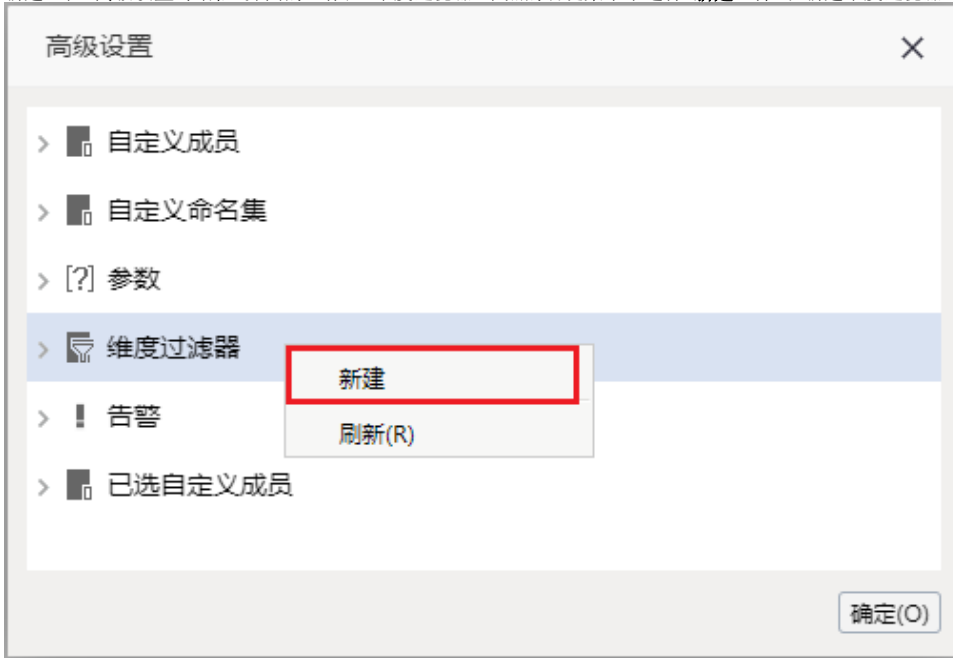 高级设置
自定义成员
自定义命名集
[?] 参数
维度过滤器
新建
告警
刷新(R)
已选自定义成员
确定(O)